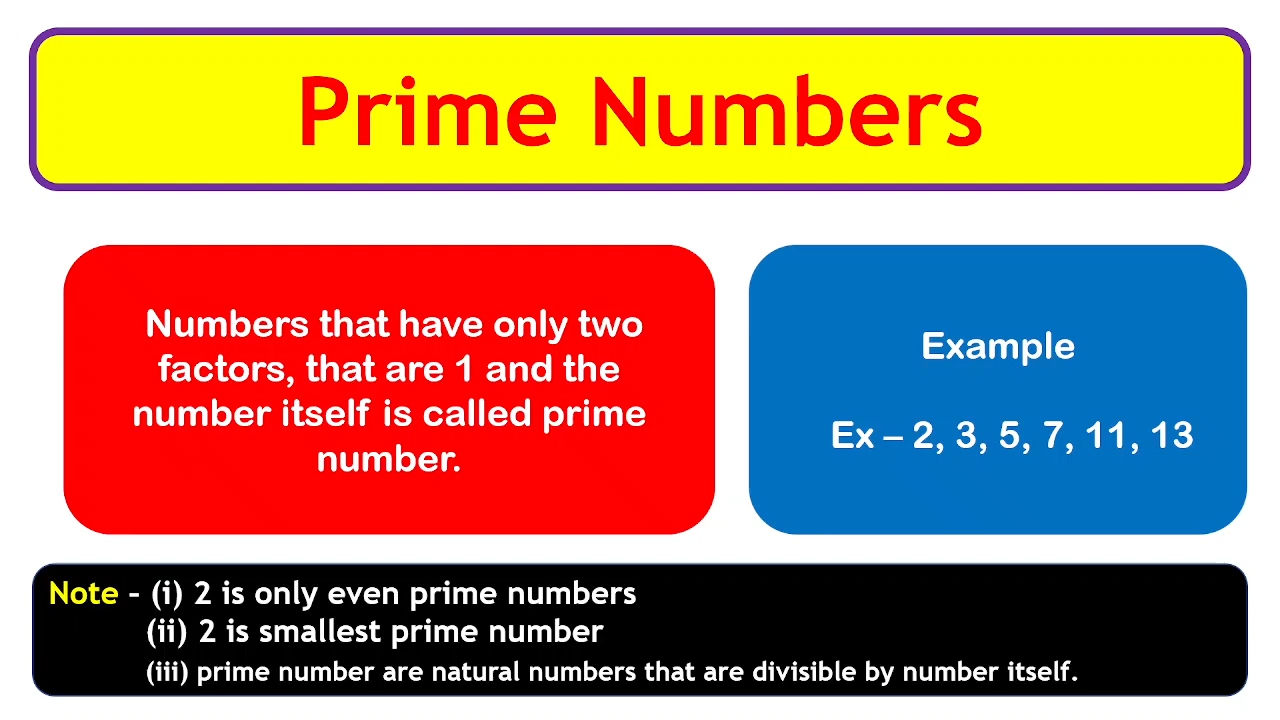 Prime Numbers
Numbers that have only two
factors, that are 1 and the
number itself is called prime
number.
Example
Ex – 2, 3, 5, 7, 11, 13
Note – (i) 2 is only even prime numbers
(ii) 2 is smallest prime number
(iii) prime number are natural numbers that are divisible by number itself.